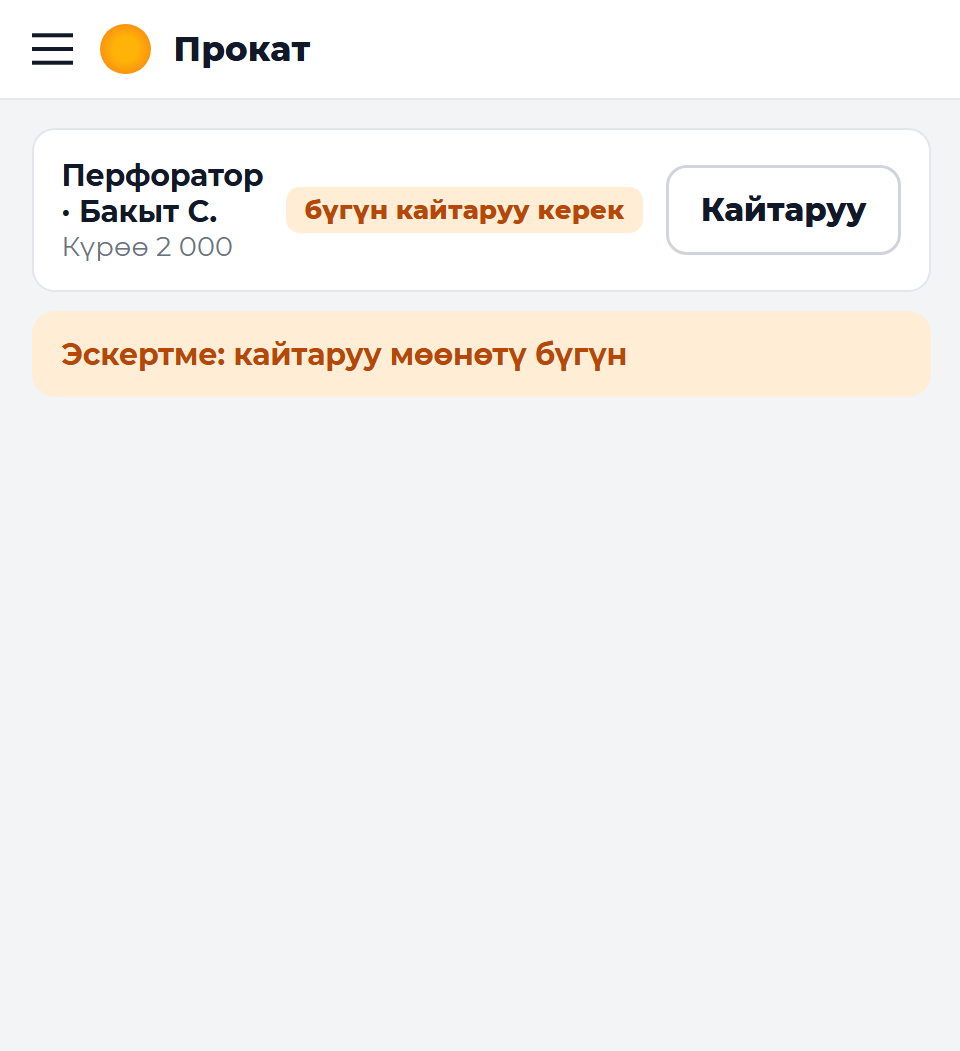 Прокат
Перфоратор
· Бакыт С.
Күрөө 2 000
бүгүн кайтаруу керек
Кайтаруу
Эскертме: кайтаруу мөөнөтү бүгүн